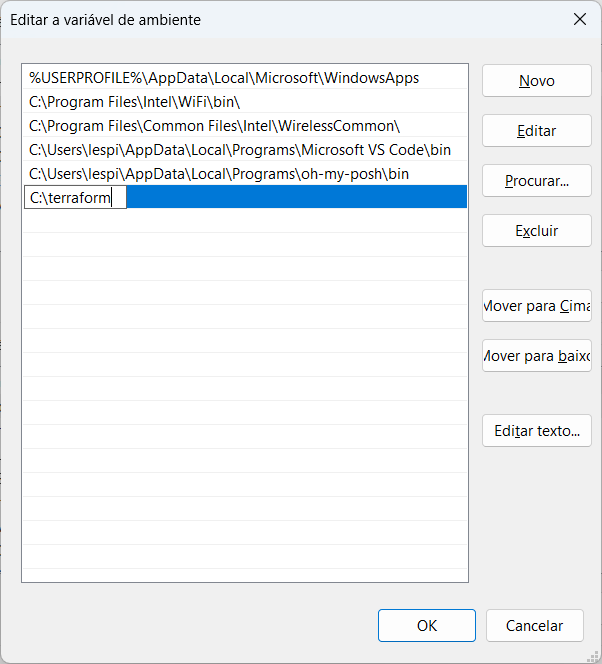 Editar a variável de ambiente
%USERPROFILE%\AppData\Local\Microsoft\WindowsApps
C:\Program Files\Intel\WiFi\bin\
C:\Program Files\Common Files\Intel\WirelessCommon\
C:\Users\lespi\AppData\Local\Programs\Microsoft VS Code\bin
C:\Users\lespi\AppData\Local\Programs\oh-my-posh\bin
C:\terraform
Novo
Editar
Procurar...
Excluir
Mover para Cima
Mover para baixo
Editar texto...
OK
Cancelar